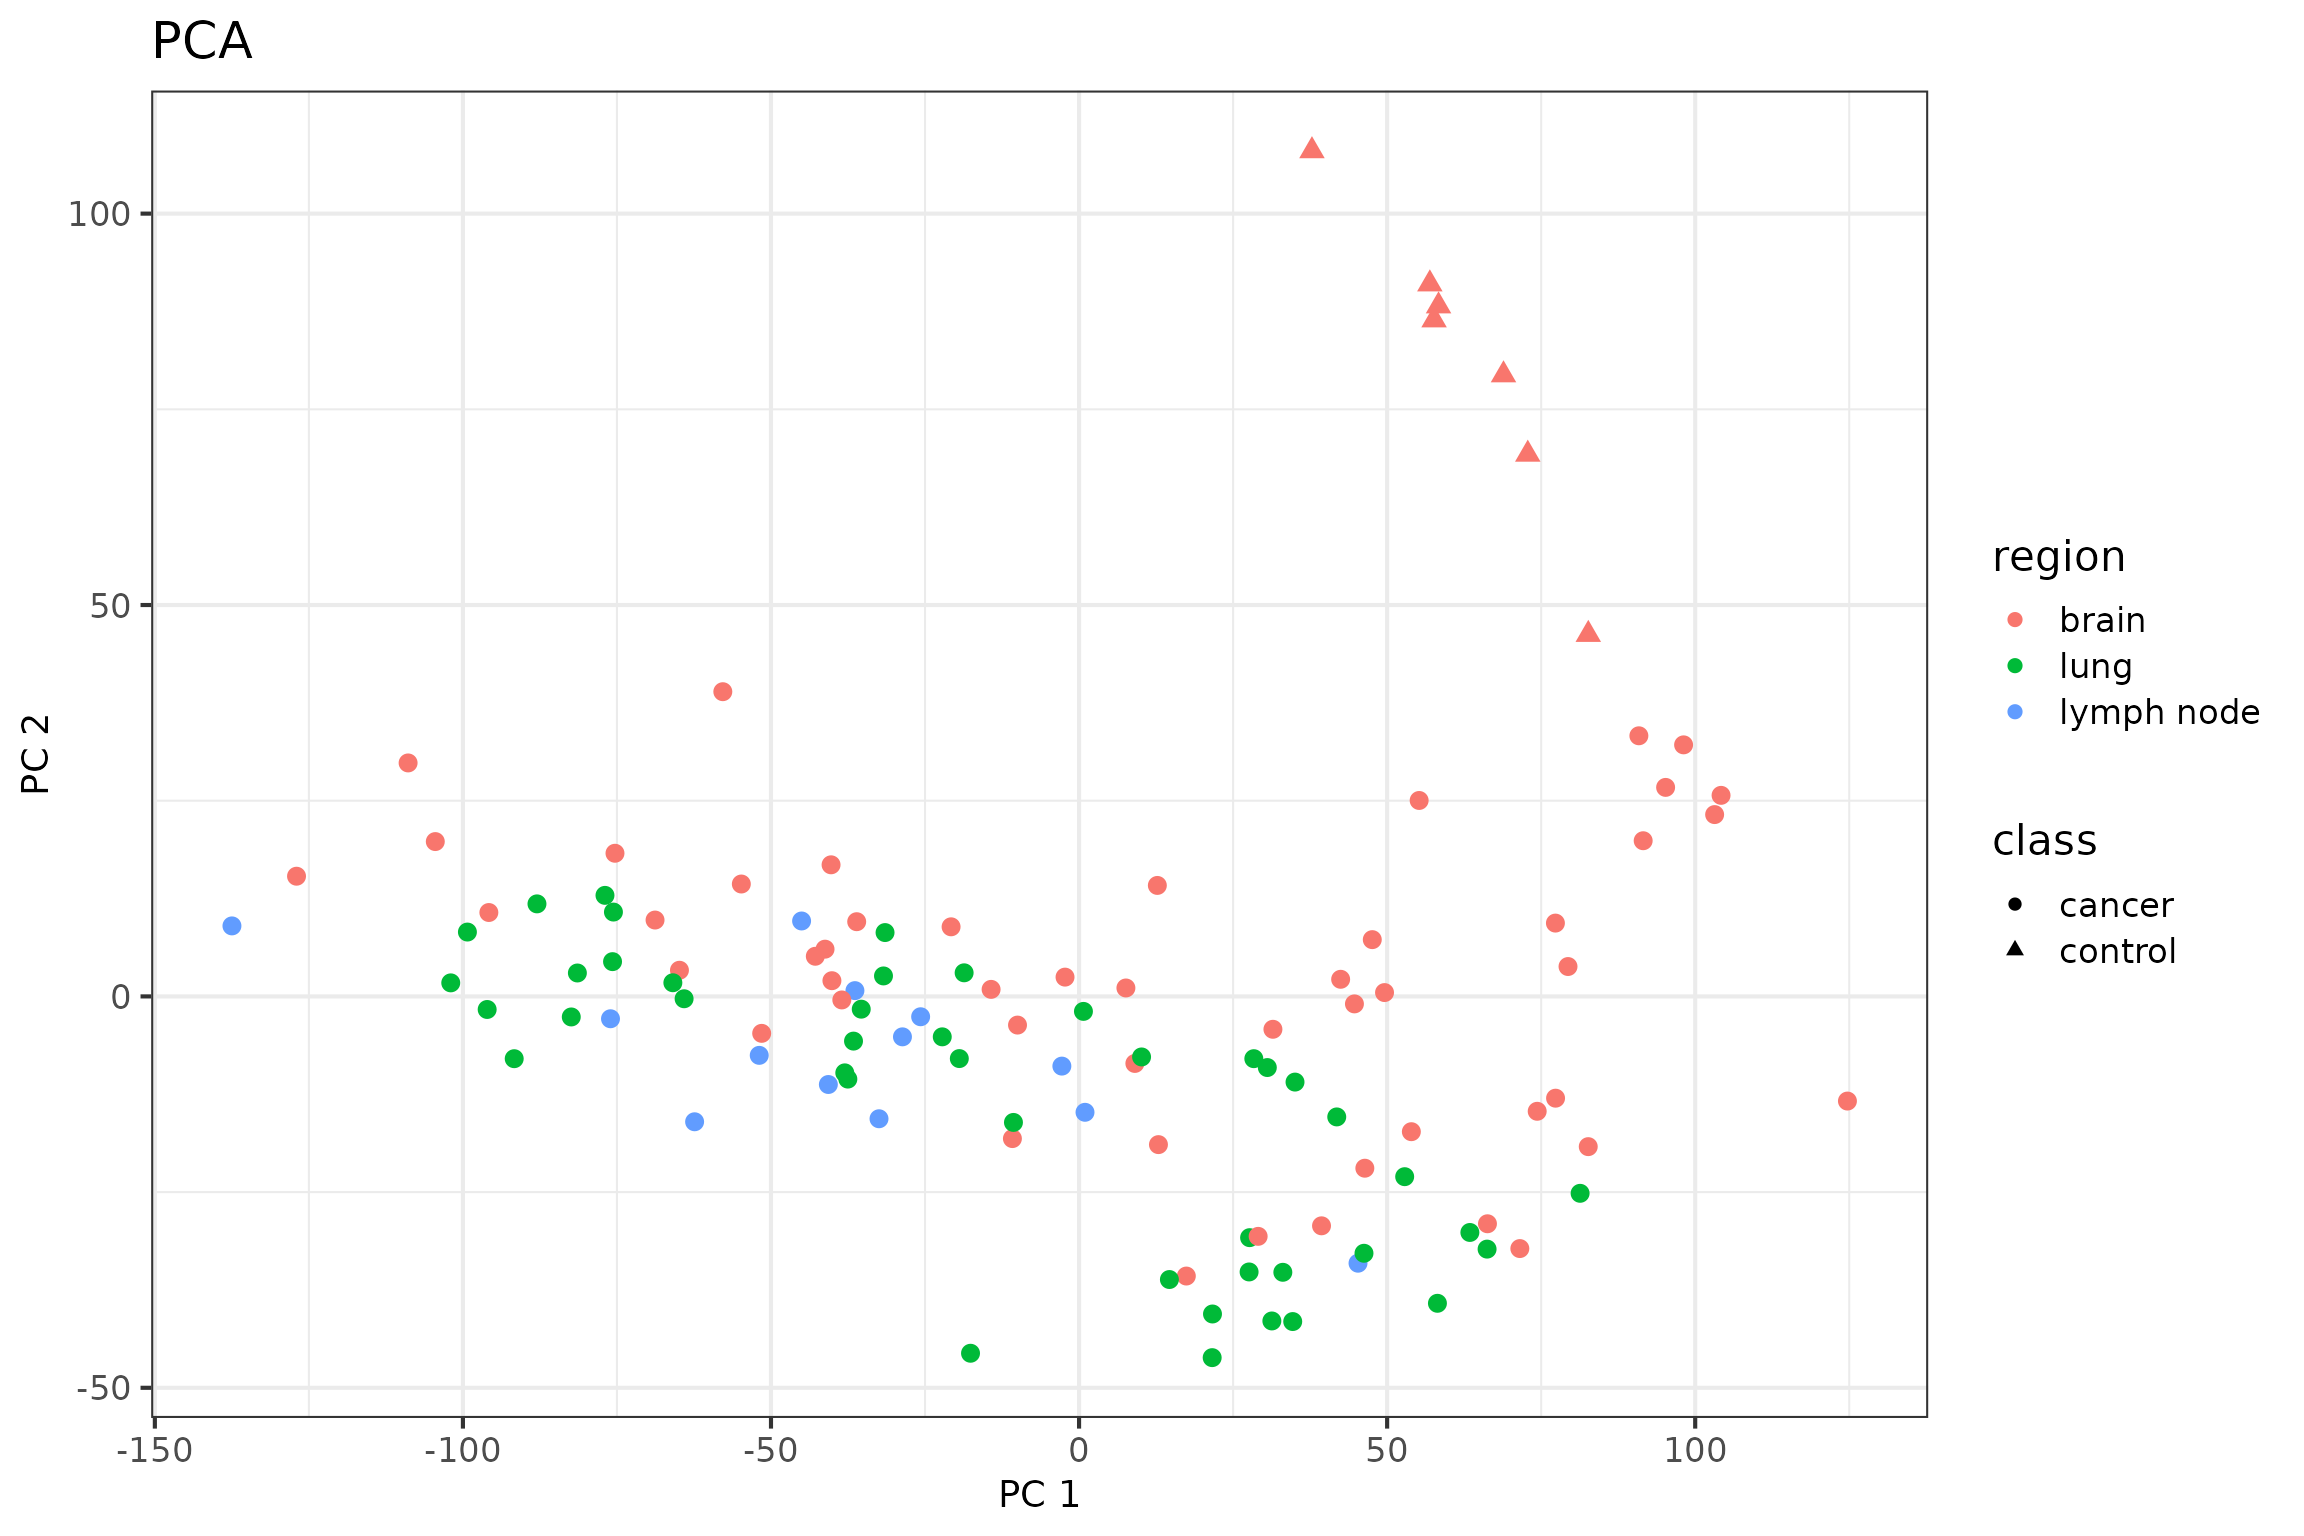 PCA
100
50
0
-50
-150
-100
-50
0
50
100
PC 1
PC 2
region
brain
lung
lymph node
class
cancer
control